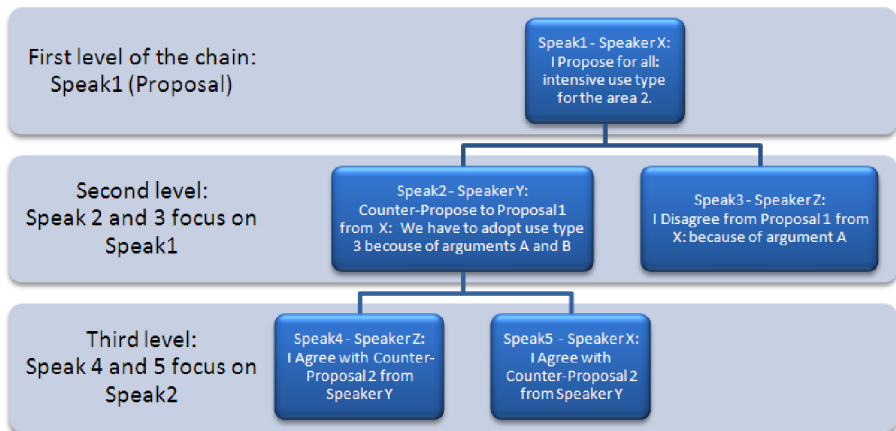 First level of the chain:
Speak1 (Proposal)
Speak1 - Speaker X:
I Propose for all:
intensive use type
for the area 2.
Second level:
Speak 2 and 3 focus on
Speak1
Speak2 - Speaker Y:
Counter-Propose to Proposal 1
from X: We have to adopt use type
3 becouse of arguments A and B
Speak3 - Speaker Z:
I Disagree from Proposal 1 from
X: because of argument A
Third level:
Speak 4 and 5 focus on
Speak2
Speak4 - Speaker Z:
I Agree with Counter-
Proposal 2 from
Speaker Y
Speak5 - Speaker X:
I Agree with
Counter-Proposal 2
from Speaker Y